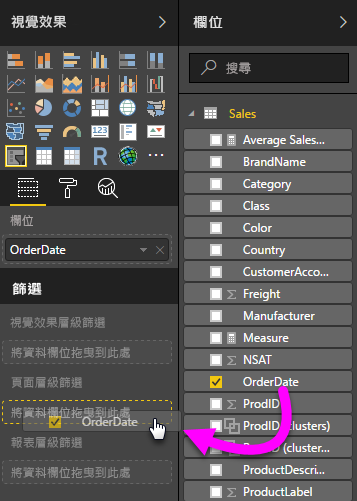 視覺效果
123
R
欄位
OrderDate
篩選
視覺效果層級篩選
將資料欄位拖曳到此處
頁面層級篩選
將資料欄位拖曳到此處
OrderDate
報表層級篩選
將資料欄位拖曳到此處
欄位
搜尋
Sales
Average Sales...
BrandName
Category
Class
Color
Country
CustomerAcco...
Freight
Manufacturer
Measure
NSAT
OrderDate
ProdID
ProdID (clusters)
(cluster...
ProductDescri...
ProductLabel